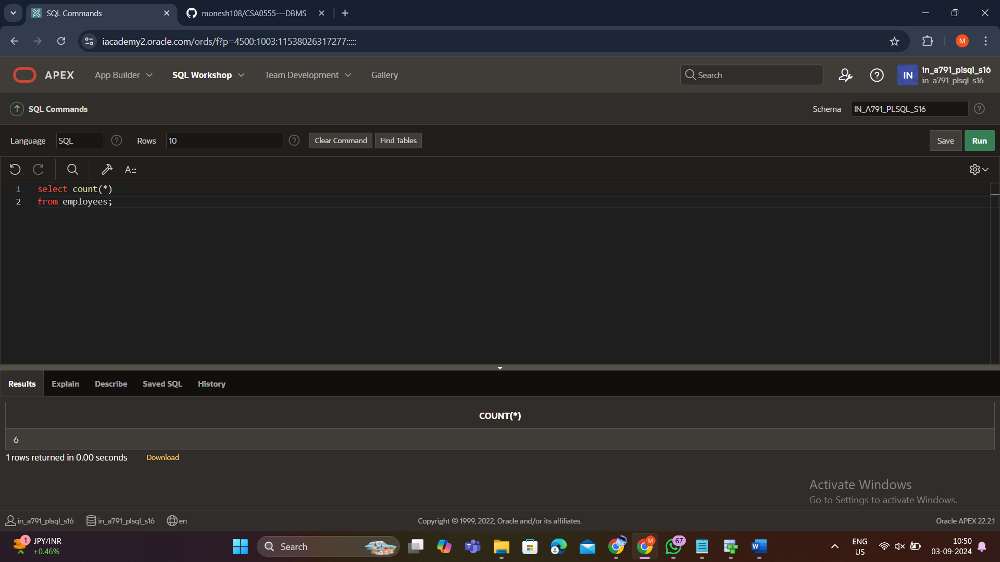 SQL Commands
monesh108/CSA0555---DBMS
iacademy2.oracle.com/ords/f?p=4500:1003:11538026317277:::::
M
APEX
App Builder
SQL Workshop
Team Development
Gallery
Search
IN
in_a791_plsql_s16
in_a791_plsql_s16
SQL Commands
Schema
IN_A791_PLSQL_S16
Language
SQL
Rows
10
Clear Command
Find Tables
Save
Run
1 select count(*)
2 from employees;
Results
Explain
Describe
Saved SQL
History
COUNT(*)
6
1 rows returned in 0.00 seconds
Download
Activate Windows
Go to Settings to activate Windows.
in_a791_plsql_s16
in_a791_plsql_s16
en
Copyright © 1999, 2022, Oracle and/or its affiliates.
Oracle APEX 22.2.1
1
JPY/INR
+0.46%
Search
M
67
ENG
US
10:50
03-09-2024